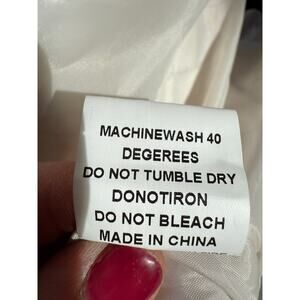 MACHINEWASH 40
DEGEREES
DO NOT TUMBLE DRY
DONOTIRON
DO NOT BLEACH
MADE IN CHINA